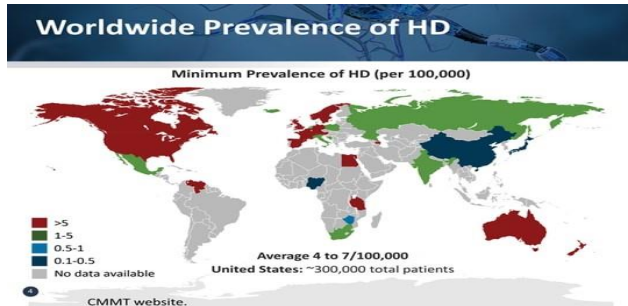 Worldwide Prevalence of HD
Minimum Prevalence of HD (per 100,000)
>5
1-5
0.5-1
0.1-0.5
No data available
Average 4 to 7/100,000
United States: ~300,000 total patients
4
CMMT website.